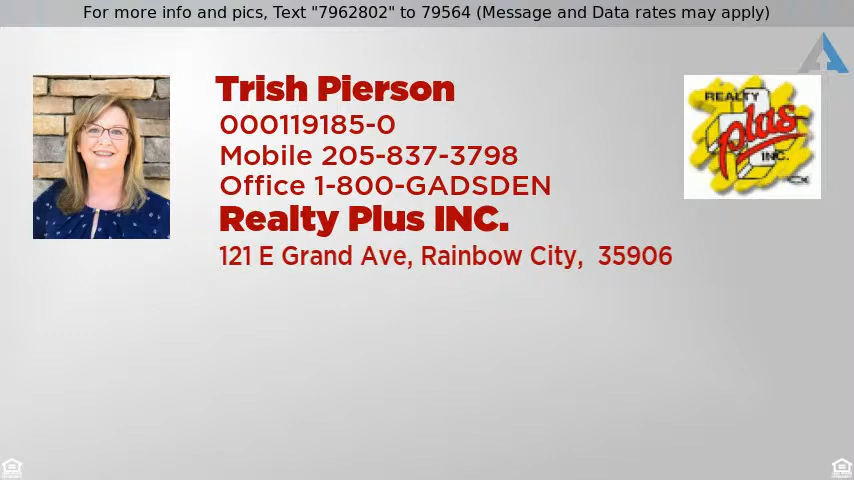 For more info and pics, Text "7962802" to 79564 (Message and Data rates may apply)
Trish Pierson
000119185-0
Mobile 205-837-3798
Office 1-800-GADSDEN
Realty Plus INC.
121 E Grand Ave, Rainbow City,  35906
REALTY
plus
INC.